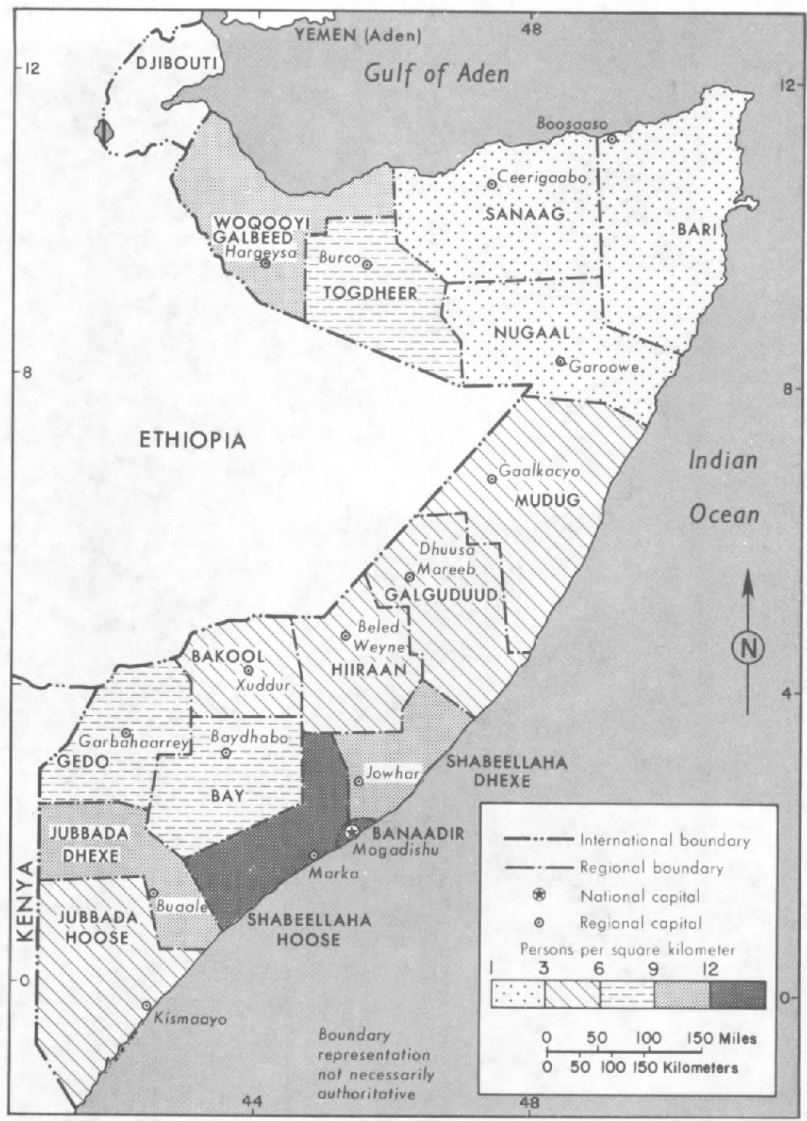 48
YEMEN (Aden)
DJIBOUTI
12
12
Gulf of Aden
Boosaaso
Ceerigaabo
SANAAG
BARI
WOQOOYI
GALBEED
Hargeysa
Burco
TOGDHEER
NUGAAL
Garoowe
8
8
ETHIOPIA
Indian
Ocean
Gaalkacyo
MUDUG
Dhuusa
Mareeb
GALGUDUUD
N
Beled
Weyne
HIIRAAN
BAKOOL
Xuddur
4
Garbahaarrey
GEDO
Baydhabo
BAY
Jowhar
SHABEELLAHA
DHEXE
JUBBADA
DHEXE
BANAADIR
Mogadishu
Marka
KENYA
Buaale
JUBBADA
HOOSE
SHABEELLAHA
HOOSE
0
0
Kismaayo
Boundary
representation
not necessarily
authoritative
44
48
International boundary
Regional boundary
National capital
Regional capital
Persons per square kilometer
1 3 6 9 12
0 50 100 150 Miles
0 50 100 150 Kilometers